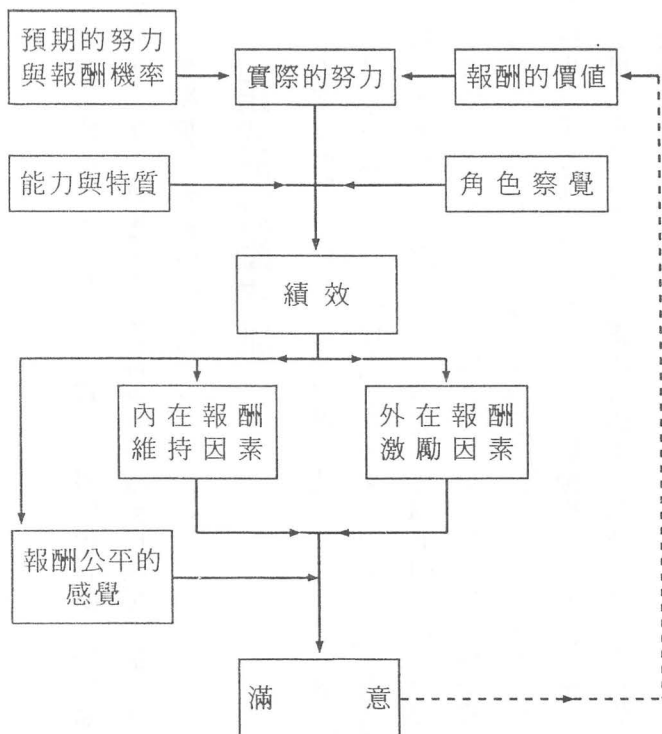 預期的努力
與報酬機率
實際的努力
報酬的價值
能力與特質
角色察覺
績效
內在報酬
維持因素
外在報酬
激勵因素
報酬公平的
感覺
滿意